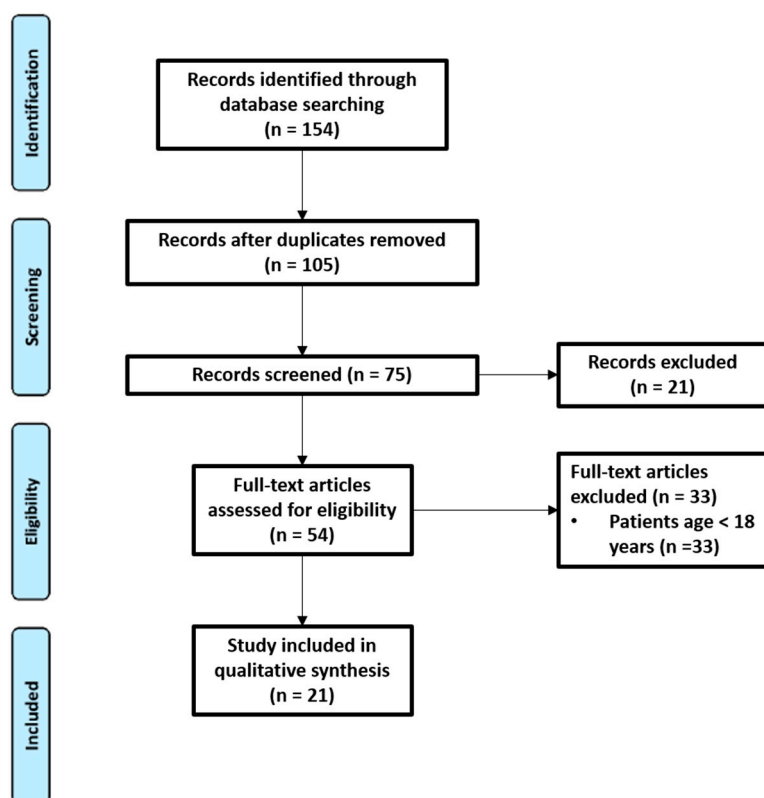 Identification
Records identified through
database searching
(n = 154)
Screening
Records after duplicates removed
(n = 105)
Records screened (n = 75)
Records excluded
(n = 21)
Eligibility
Full-text articles
assessed for eligibility
(n = 54)
Full-text articles
excluded (n = 33)
• Patients age < 18
years (n =33)
Included
Study included in
qualitative synthesis
(n = 21)